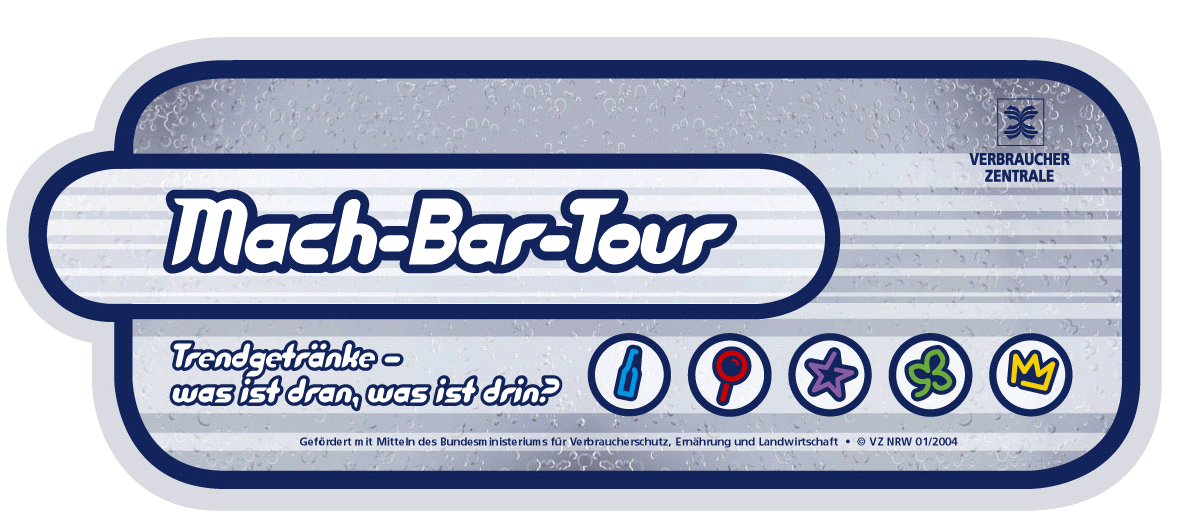 VERBRAUCHER
ZENTRALE
Mach-Bar-Tour
Trendgetränke –
was ist dran, was ist drin?
Gefördert mit Mitteln des Bundesministeriums für Verbraucherschutz, Ernährung und Landwirtschaft • © VZ NRW 01/2004